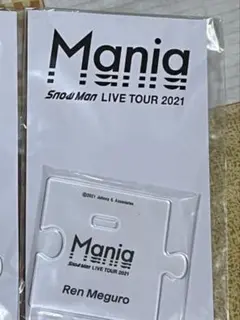 Mania
Snow Man LIVE TOUR 2021
©2021 Johnny & Associates
Mania
Snow Man LIVE TOUR 2021
Ren Meguro